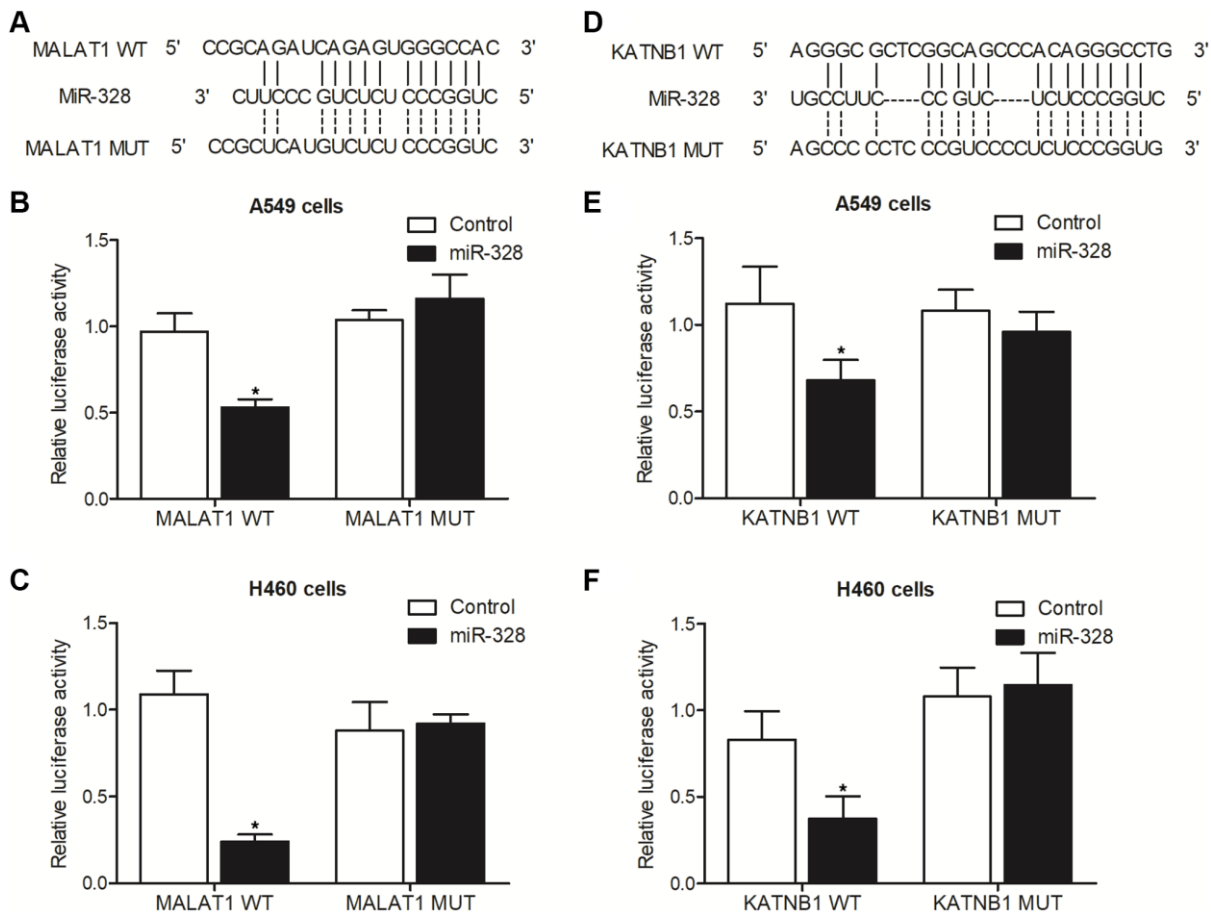 A
MALAT1 WT 5' CCGCAGAUCAGAGUGGGCCAC 3'
MiR-328 3' CUUCCC GUCUCU CCCGGUC 5'
MALAT1 MUT 5' CCGCUCAUGUCUCU CCCGGUC 3'
D
KATNB1 WT 5' AGGGCG GCTCGGCAGCCCACAGGGCCTG 3'
MiR-328 3' UGCCUUC-----CC GUC----UCUCCCGGUC 5'
KATNB1 MUT 5' AGCCCC CCTC CCGUCCCCUCUCCCGGUG 3'
B
A549 cells
Control
miR-328
Relative luciferase activity
1.5
1.0
0.5
0.0
*
MALAT1 WT MALAT1 MUT
E
A549 cells
Control
miR-328
Relative luciferase activity
1.5
1.0
0.5
0.0
*
KATNB1 WT KATNB1 MUT
C
H460 cells
Control
miR-328
Relative luciferase activity
1.5
1.0
0.5
0.0
*
MALAT1 WT MALAT1 MUT
F
H460 cells
Control
miR-328
Relative luciferase activity
1.5
1.0
0.5
0.0
*
KATNB1 WT KATNB1 MUT